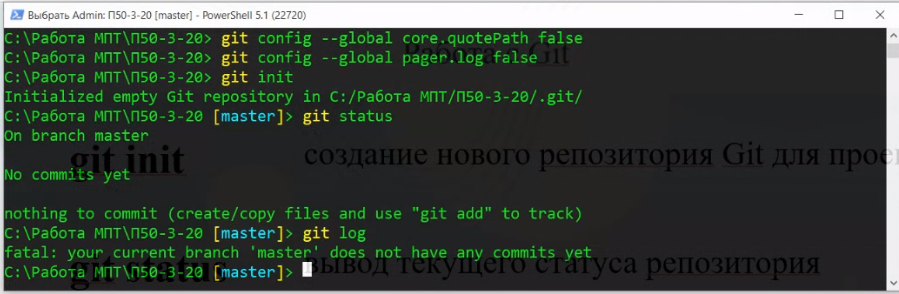 Выбрать Admin: П50-3-20 [master] - PowerShell 5.1 (22720)
C:\Работа МПТ\П50-3-20> git config --global core.quotePath false
Работа с Git
C:\Работа МПТ\П50-3-20> git config --global pager.log false
C:\Работа МПТ\П50-3-20> git init
Initialized empty Git repository in C:/Работа МПТ/П50-3-20/.git/
C:\Работа МПТ\П50-3-20 [master]> git status
On branch master
git init
создание нового репозитория Git для прое
No commits yet
nothing to commit (create/copy files and use "git add" to track)
C:\Работа МПТ\П50-3-20 [master]> git log
fatal: your current branch 'master' does not have any commits yet
git status
вывод текущего статуса репозитория
C:\Работа МПТ\П50-3-20 [master]>